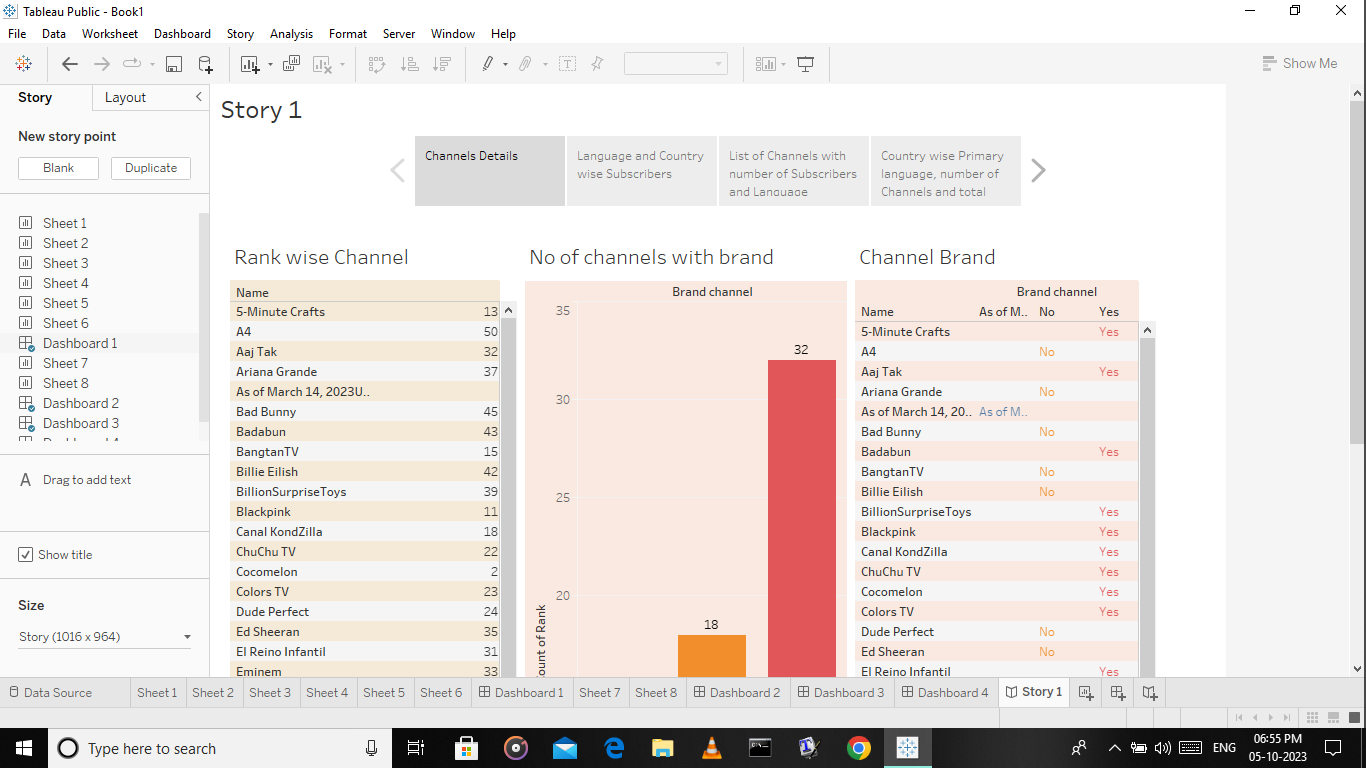 Tableau Public - Book1
File Data Worksheet Dashboard Story Analysis Format Server Window Help
Show Me
Story Layout
New story point
Blank Duplicate
Sheet 1
Sheet 2
Sheet 3
Sheet 4
Sheet 5
Sheet 6
Dashboard 1
Sheet 7
Sheet 8
Dashboard 2
Dashboard 3
A Drag to add text
Show title
Size
Story (1016 x 964)
Story 1
Channels Details
Language and Country
wise Subscribers
List of Channels with
number of Subscribers
and Language
Country wise Primary
language, number of
Channels and total
Rank wise Channel
Name
5-Minute Crafts 13
A4 50
Aaj Tak 32
Ariana Grande 37
As of March 14, 2023U..
Bad Bunny 45
Badabun 43
BangtanTV 15
Billie Eilish 42
BillionSurpriseToys 39
Blackpink 11
Canal KondZilla 18
ChuChu TV 22
Cocomelon 2
Colors TV 23
Dude Perfect 24
Ed Sheeran 35
El Reino Infantil 31
Eminem 33
No of channels with brand
Brand channel
35
30
25
20
32
18
ount of Rank
Channel Brand
Brand channel
Name As of M.. No Yes
5-Minute Crafts Yes
A4 No
Aaj Tak Yes
Ariana Grande No
As of March 14, 20.. As of M..
Bad Bunny No
Badabun Yes
BangtanTV No
Billie Eilish No
BillionSurpriseToys Yes
Blackpink Yes
Canal KondZilla Yes
ChuChu TV Yes
Cocomelon Yes
Colors TV Yes
Dude Perfect No
Ed Sheeran No
El Reino Infantil Yes
Data Source Sheet 1 Sheet 2 Sheet 3 Sheet 4 Sheet 5 Sheet 6 Dashboard 1 Sheet 7 Sheet 8 Dashboard 2 Dashboard 3 Dashboard 4 Story 1
Type here to search
ENG
06:55 PM
05-10-2023